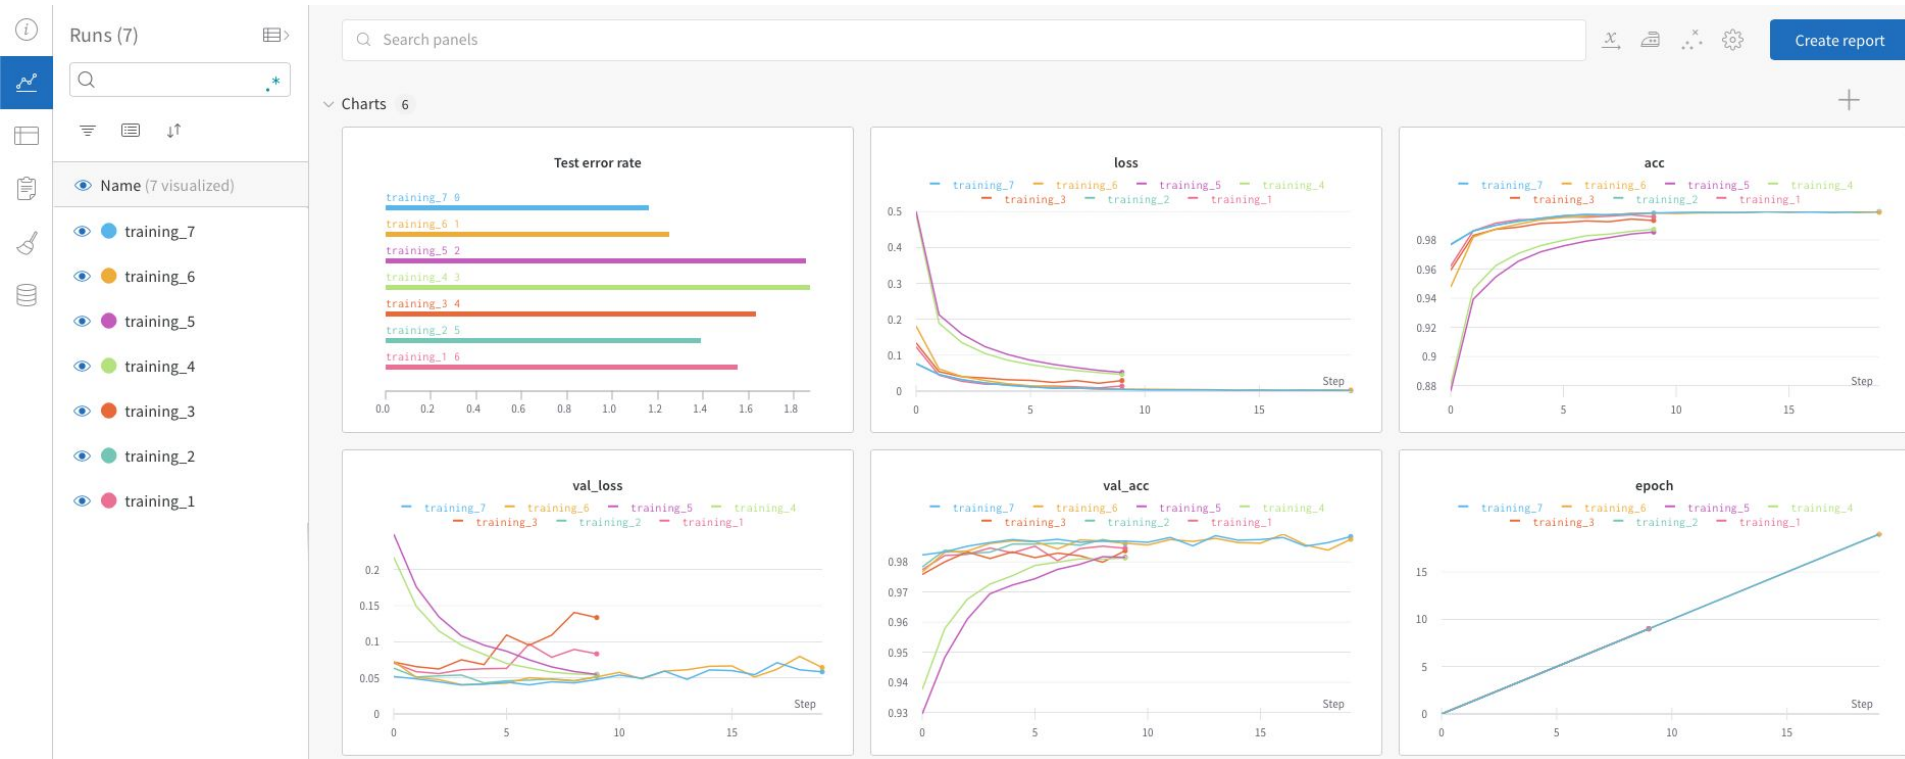 Runs (7)
.*
Name (7 visualized)
training_7
training_6
training_5
training_4
training_3
training_2
training_1
Search panels
Create report
Charts 6
Test error rate
training_7 0
training_6 1
training_5 2
training_4 3
training_3 4
training_2 5
training_1 6
0.0 0.2 0.4 0.6 0.8 1.0 1.2 1.4 1.6 1.8
loss
training_7 training_6 training_5 training_4
training_3 training_2 training_1
0.5
0.4
0.3
0.2
0.1
0
Step
0 5 10 15
acc
training_7 training_6 training_5 training_4
training_3 training_2 training_1
0.98
0.96
0.94
0.92
0.9
0.88
Step
0 5 10 15
val_loss
training_7 training_6 training_5 training_4
training_3 training_2 training_1
0.2
0.15
0.1
0.05
0
Step
0 5 10 15
val_acc
training_7 training_6 training_5 training_4
training_3 training_2 training_1
0.98
0.97
0.96
0.95
0.94
0.93
Step
0 5 10 15
epoch
training_7 training_6 training_5 training_4
training_3 training_2 training_1
15
10
5
0
Step
0 5 10 15